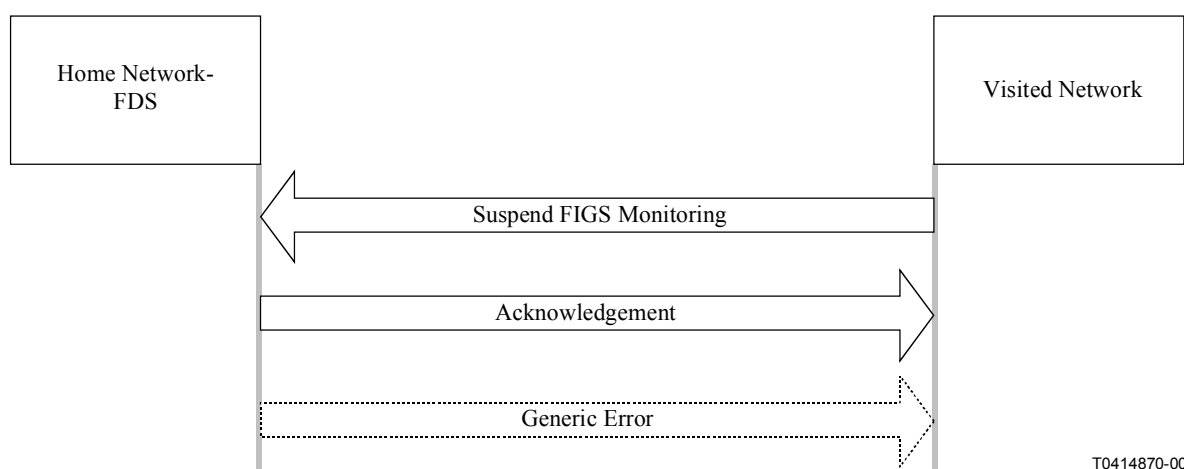 Home Network-
FDS
Visited Network
Suspend FIGS Monitoring
Acknowledgement
Generic Error
T0414870-00